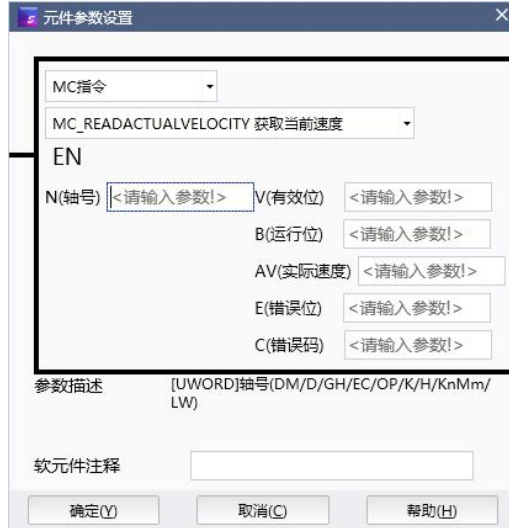 元件参数设置
MC指令
MC_READACTUALVELOCITY 获取当前速度
EN
N(轴号) <请输入参数!> V(有效位) <请输入参数!>
B(运行位) <请输入参数!>
AV(实际速度) <请输入参数!>
E(错误位) <请输入参数!>
C(错误码) <请输入参数!>
参数描述 [UWORD]轴号(DM/D/GH/EC/OP/K/H/KnMm/
LW)
软元件注释
确定(Y) 取消(C) 帮助(H)